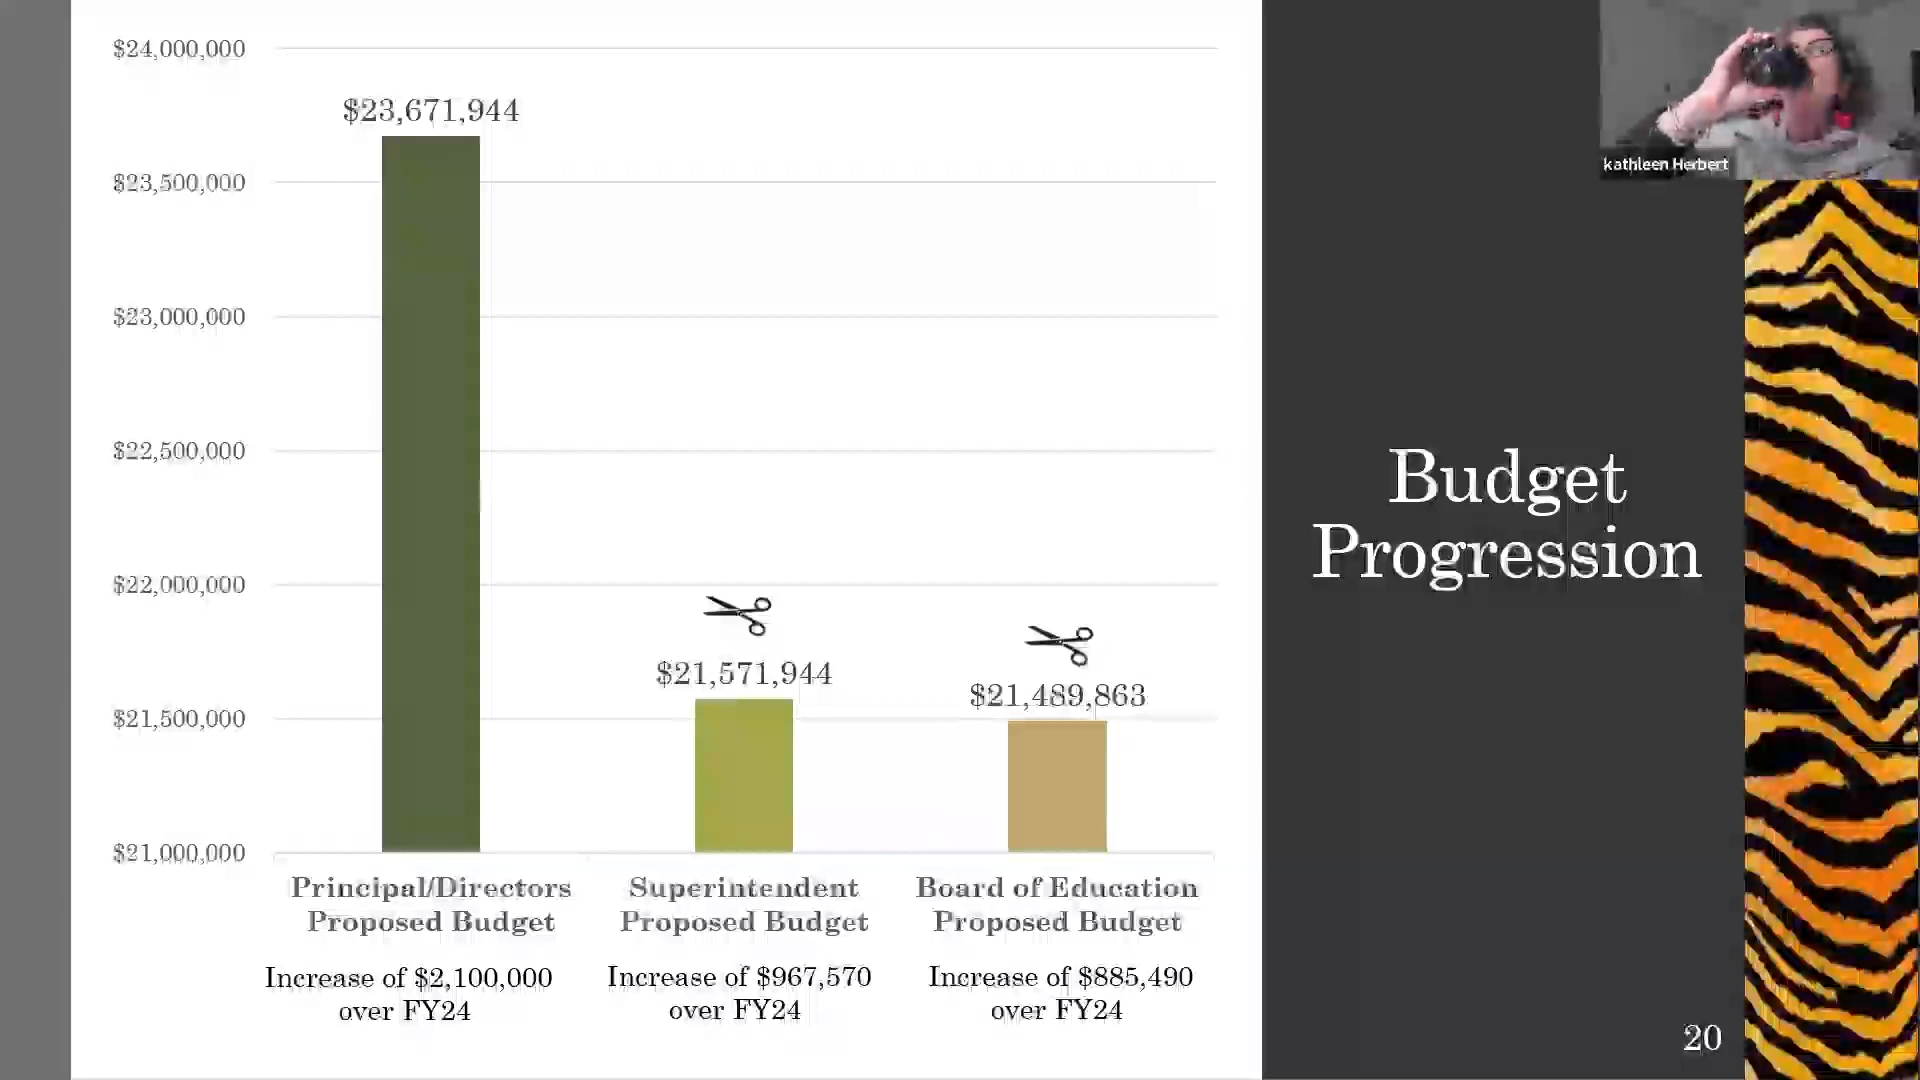 $24,000,000
$23,500,000
$23,000,000
$22,500,000
$22,000,000
$21,500,000
$21,000,000
$23,671,944
$21,571,944
$21,489,863
Principal/Directors
Proposed Budget
Superintendent
Proposed Budget
Board of Education
Proposed Budget
Increase of $2,100,000
over FY24
Increase of $967,570
over FY24
Increase of $885,490
over FY24
Budget
Progression
kathleen Herbert
20